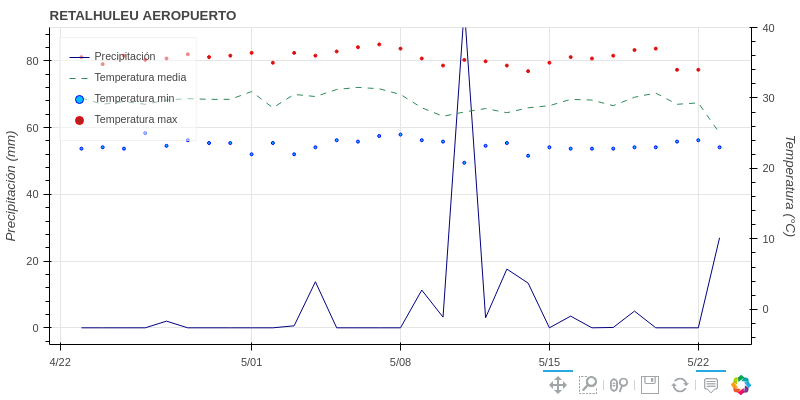 RETALHULEU AEROPUERTO
Precipitación
Temperatura media
Temperatura min
Temperatura max
Precipitación (mm)
80
60
40
20
0
Temperatura (°C)
40
30
20
10
0
4/22
5/01
5/08
5/15
5/22